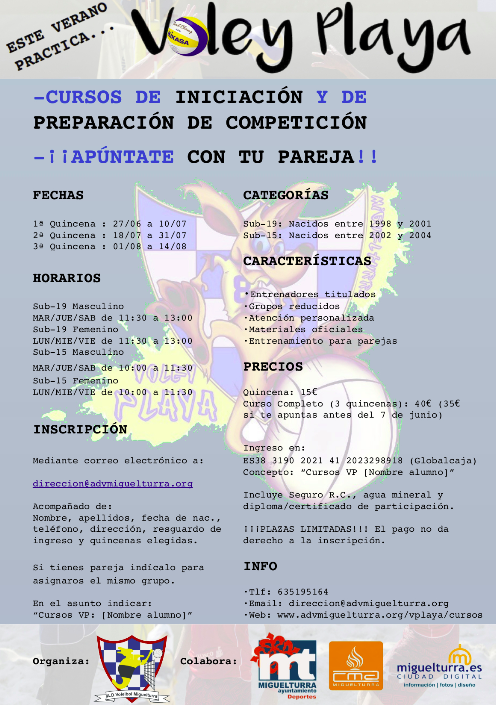 ESTE VERANO
PRACTICA...
Voley Playa
MIKASA
-CURSOS DE INICIACIÓN Y DE
PREPARACIÓN DE COMPETICIÓN
-¡¡APÚNTATE CON TU PAREJA!!
FECHAS
1ª Quincena : 27/06 a 10/07
2ª Quincena : 18/07 a 31/07
3ª Quincena : 01/08 a 14/08
HORARIOS
Sub-19 Masculino
MAR/JUE/SAB de 11:30 a 13:00
Sub-19 Femenino
LUN/MIE/VIE de 11:30 a 13:00
Sub-15 Masculino
MAR/JUE/SAB de 10:00 a 11:30
Sub-15 Femenino
LUN/MIE/VIE de 10:00 a 11:30
VOLEY
PLAYA
INSCRIPCIÓN
Mediante correo electrónico a:
direccion@advmiguelturra.org
Acompañado de:
Nombre, apellidos, fecha de nac.,
teléfono, dirección, resguardo de
ingreso y quincenas elegidas.
Si tienes pareja indícalo para
asignaros el mismo grupo.
En el asunto indicar:
“Cursos VP: [Nombre alumno]”
CATEGORÍAS
Sub-19: Nacidos entre 1998 y 2001
Sub-15: Nacidos entre 2002 y 2004
CARACTERÍSTICAS
·Entrenadores titulados
·Grupos reducidos
·Atención personalizada
·Materiales oficiales
·Entrenamiento para parejas
PRECIOS
Quincena: 15€
Curso Completo (3 quincenas): 40€ (35€
si te apuntas antes del 7 de junio)
Ingreso en:
ES38 3190 2021 41 2023298918 (Globalcaja)
Concepto: “Cursos VP [Nombre alumno]”
Incluye Seguro R.C., agua mineral y
diploma/certificado de participación.
¡¡¡PLAZAS LIMITADAS!!! El pago no da
derecho a la inscripción.
INFO
·Tlf: 635195164
·Email: direccion@advmiguelturra.org
·Web: www.advmiguelturra.org/vplaya/cursos
Organiza:
A.D. Voleibol Miguelturra
Colabora:
mt
MIGUELTURRA
ayuntamiento
Deportes
cmd
MIGUELTURRA
miguelturra.es
CIUDAD DIGITAL
información | fotos | diseño